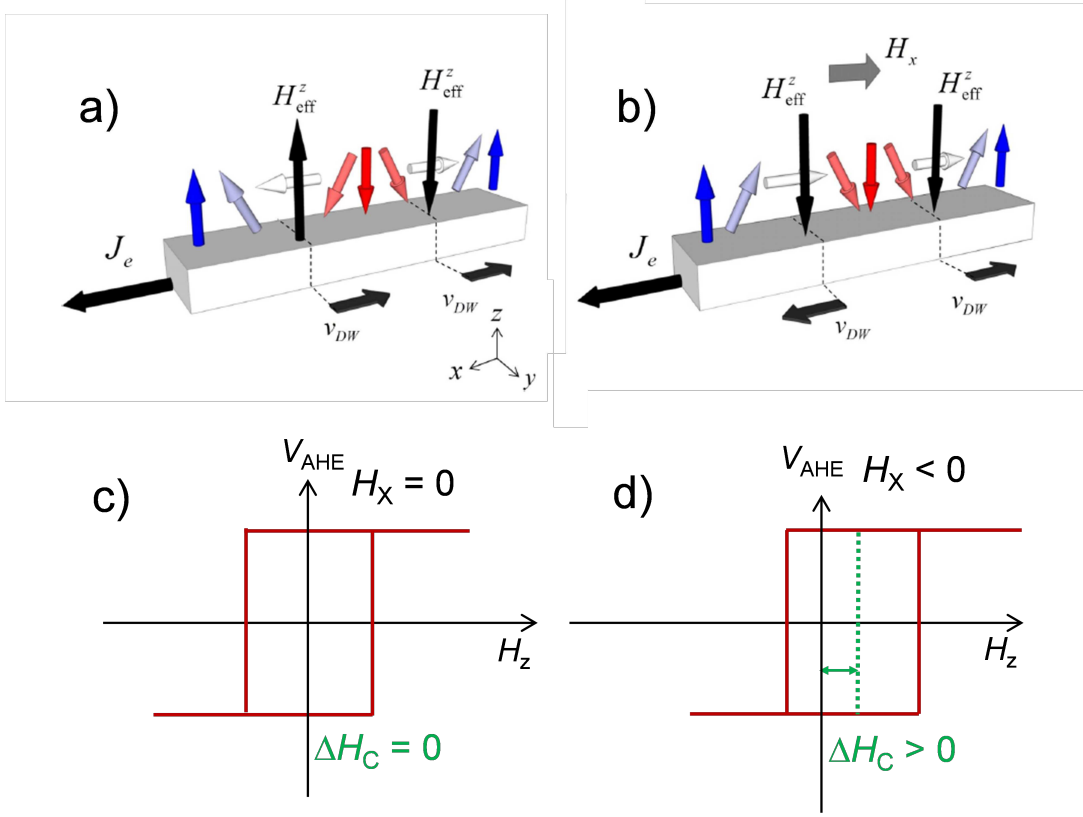 a)
H^z_eff
H^z_eff
J_e
v_DW
v_DW
z
x
y
b)
H_x
H^z_eff
H^z_eff
J_e
v_DW
v_DW
c)
V_AHE
H_X = 0
H_z
ΔH_C = 0
d)
V_AHE
H_X < 0
H_z
ΔH_C > 0